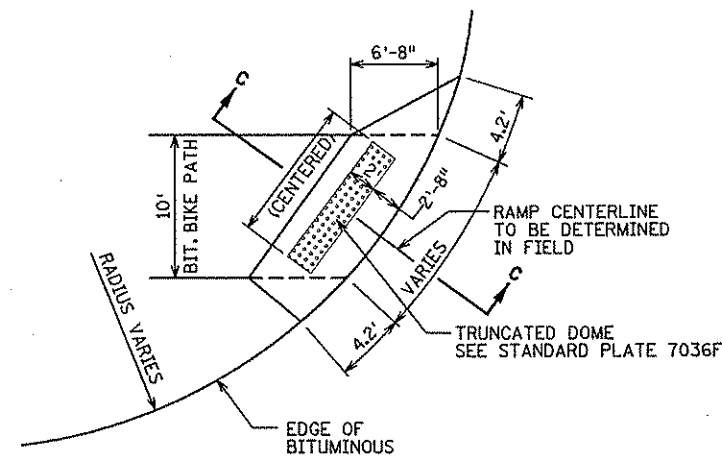 6'-8"
C
4.2'
(CENTERED)
10'
BIT. BIKE PATH
2'
2'-8"
RAMP CENTERLINE
TO BE DETERMINED
IN FIELD
VARIES
C
RADIUS VARIES
4.2'
TRUNCATED DOME
SEE STANDARD PLATE 7036F
EDGE OF
BITUMINOUS